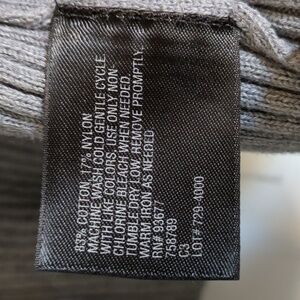 83% COTTON, 17% NYLON
MACHINE WASH COLD GENTLE CYCLE
WITH LIKE COLORS. USE ONLY NON-
CHLORINE BLEACH WHEN NEEDED.
TUMBLE DRY LOW. REMOVE PROMPTLY.
WARM IRON AS NEEDED
RN# 93677
758789
C3
LOT# 729-4000